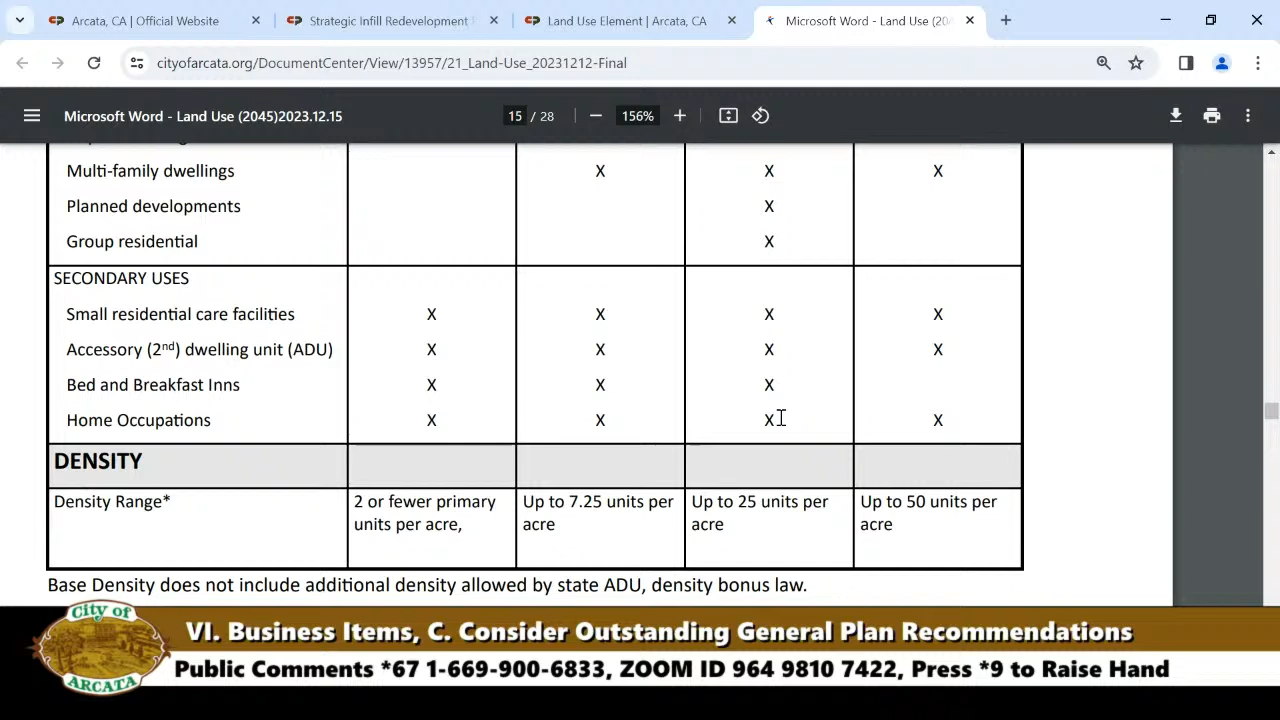 Arcata, CA | Official Website
Strategic Infill Redevelopment
Land Use Element | Arcata, CA
Microsoft Word - Land Use (20
cityofarcata.org/DocumentCenter/View/13957/21_Land-Use_20231212-Final
Microsoft Word - Land Use (2045)2023.12.15
15 / 28
156%
Multi-family dwellings X X X
Planned developments X
Group residential X
SECONDARY USES
Small residential care facilities X X X X
Accessory (2nd) dwelling unit (ADU) X X X X
Bed and Breakfast Inns X X X
Home Occupations X X X X
DENSITY
Density Range* 2 or fewer primary Up to 7.25 units per Up to 25 units per Up to 50 units per
units per acre, acre acre acre
Base Density does not include additional density allowed by state ADU, density bonus law.
City of
ARCATA
VI. Business Items, C. Consider Outstanding General Plan Recommendations
Public Comments *67 1-669-900-6833, ZOOM ID 964 9810 7422, Press *9 to Raise Hand